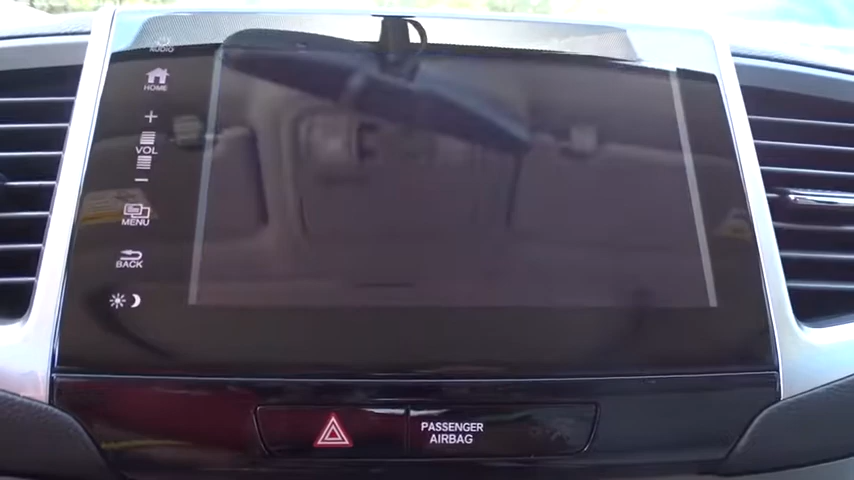 AUDIO
HOME
+
VOL
−
MENU
BACK
PASSENGER
AIRBAG